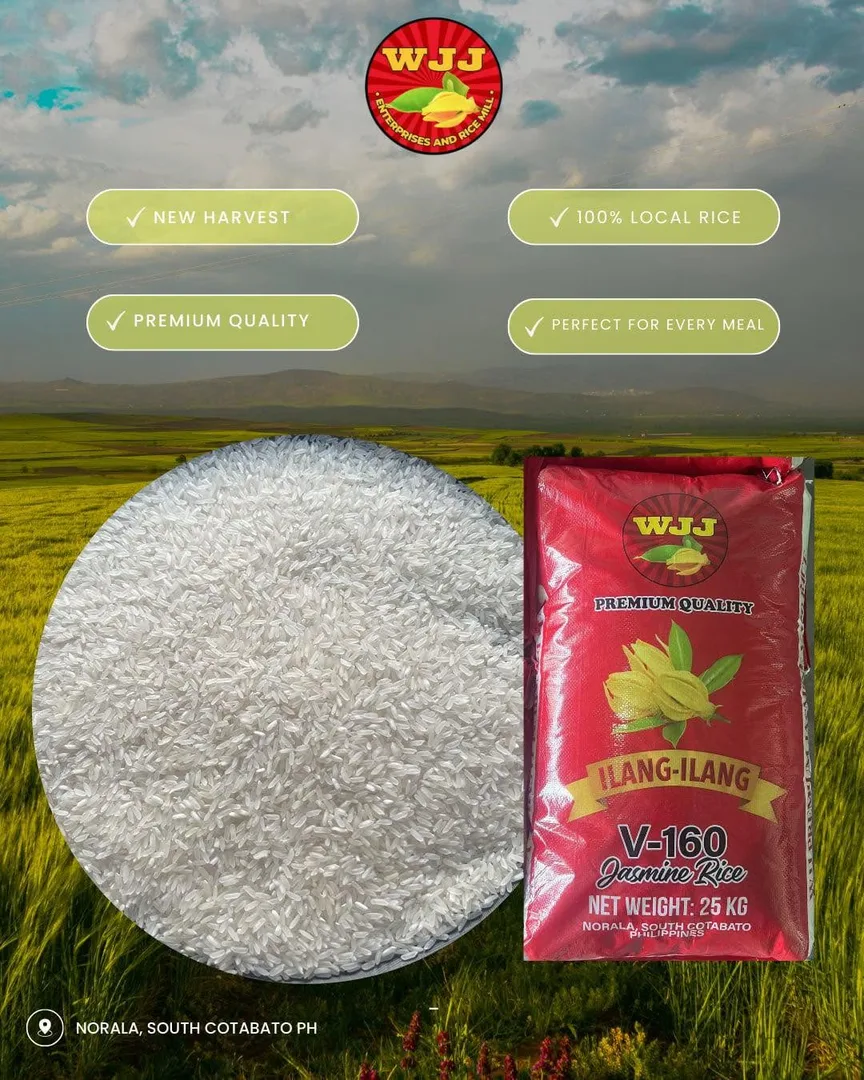 WJJ
• ENTERPRISES AND RICE MILL •
✓ NEW HARVEST
✓ 100% LOCAL RICE
✓ PREMIUM QUALITY
✓ PERFECT FOR EVERY MEAL
WJJ
PREMIUM QUALITY
ILANG-ILANG
V-160
Jasmine Rice
NET WEIGHT: 25 KG
NORALA, SOUTH COTABATO
PHILIPPINES
NORALA, SOUTH COTABATO PH